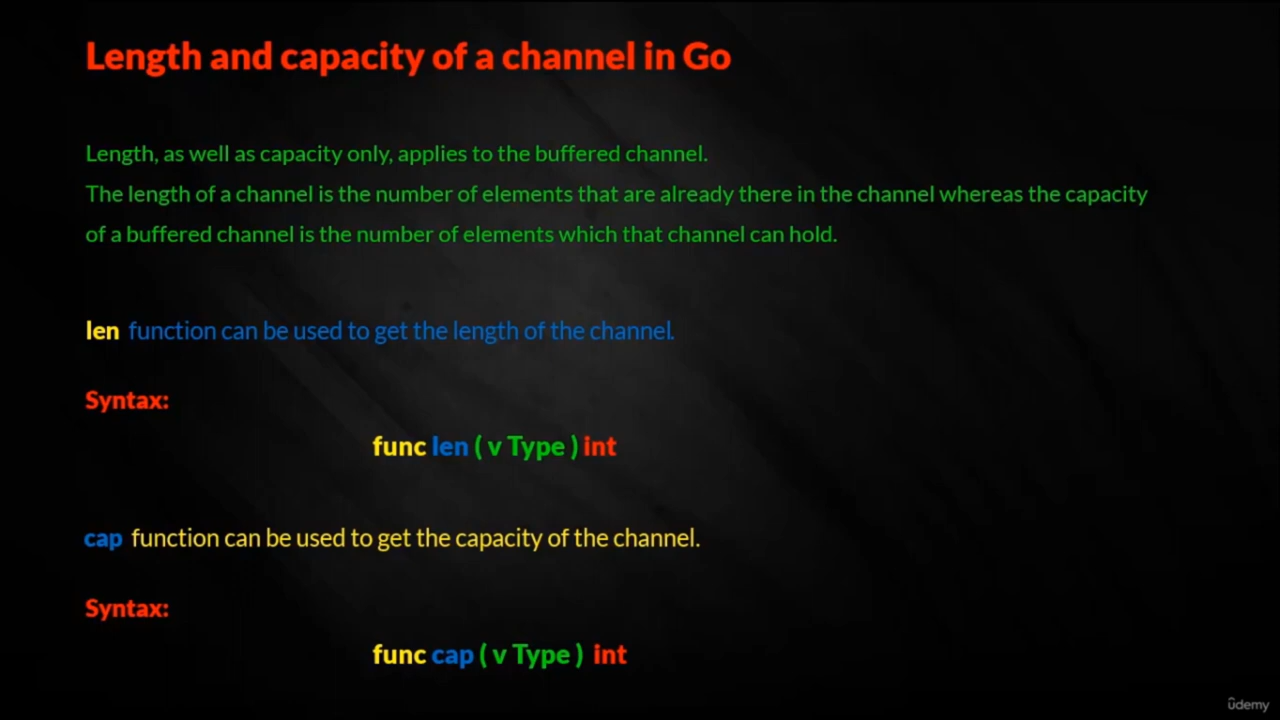 Length and capacity of a channel in Go
Length, as well as capacity only, applies to the buffered channel.
The length of a channel is the number of elements that are already there in the channel whereas the capacity
of a buffered channel is the number of elements which that channel can hold.
len function can be used to get the length of the channel.
Syntax:
func len ( v Type ) int
cap function can be used to get the capacity of the channel.
Syntax:
func cap ( v Type ) int
ûdemy